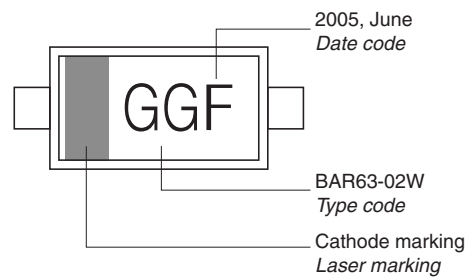 2005, June
Date code
GGF
BAR63-02W
Type code
Cathode marking
Laser marking